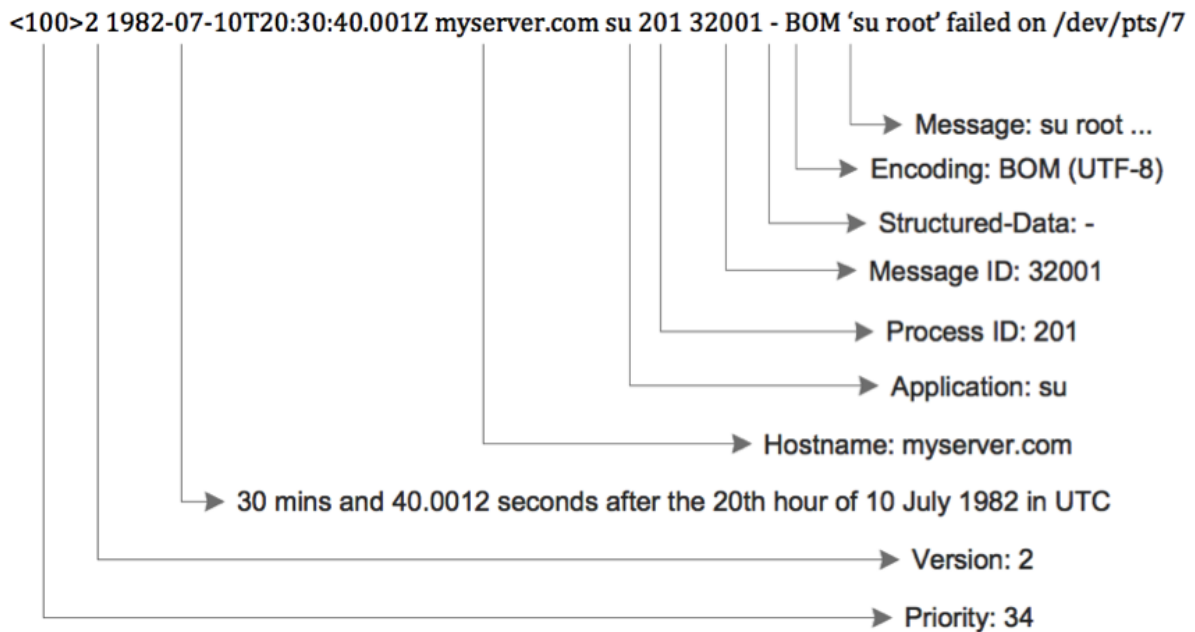 <100>2 1982-07-10T20:30:40.001Z myserver.com su 201 32001 - BOM ‘su root’ failed on /dev/pts/7
Message: su root ...
Encoding: BOM (UTF-8)
Structured-Data: -
Message ID: 32001
Process ID: 201
Application: su
Hostname: myserver.com
30 mins and 40.0012 seconds after the 20th hour of 10 July 1982 in UTC
Version: 2
Priority: 34